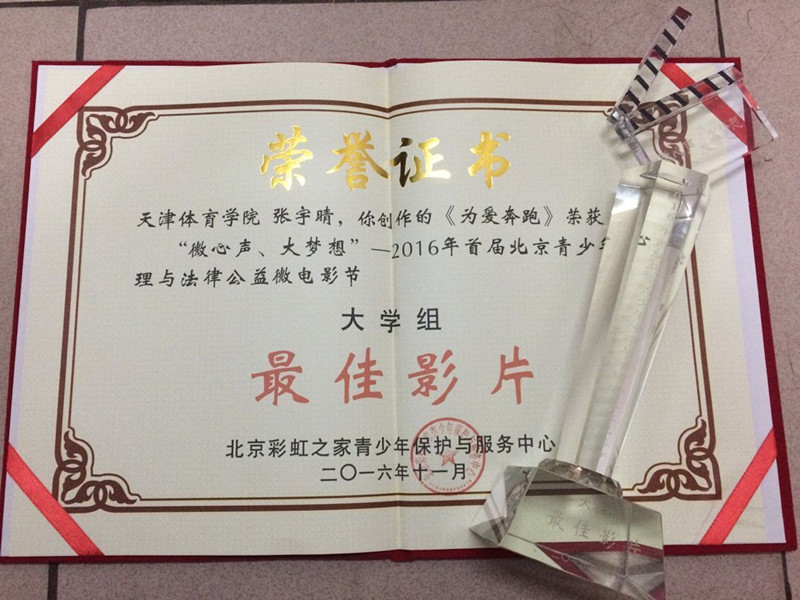 荣誉证书
天津体育学院 张宇晴，你创作的《为爱奔跑》荣获
“微心声、大梦想”—2016年首届北京青少年心
理与法律公益微电影节
大学组
最佳影片
北京彩虹之家青少年保护与服务中心
二〇一六年十一月
大
最佳影片
二〇